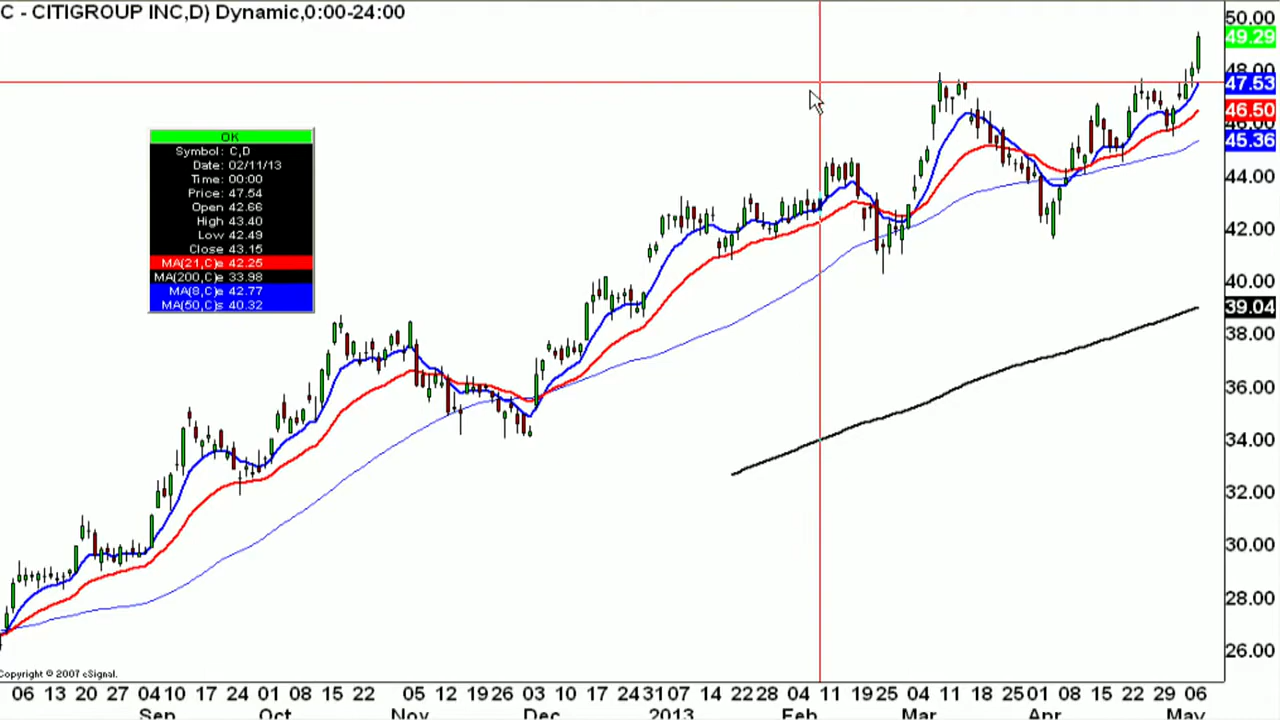 C - CITIGROUP INC,D) Dynamic,0:00-24:00
50.00
49.29
48.00
47.53
46.50
46.00
45.36
44.00
42.00
40.00
39.04
38.00
36.00
34.00
32.00
30.00
28.00
26.00
OK
Symbol: C,D
Date: 02/11/13
Time: 00:00
Price: 47.54
Open 42.66
High 43.40
Low 42.49
Close 43.15
MA(21,C)e 42.25
MA(200,C)e 33.98
MA(8,C)e 42.77
MA(50,C)s 40.32
Copyright © 2007 eSignal.
06 13 20 27 04 10 17 24 01 08 15 22 05 12 19 26 03 10 17 24 31 07 14 22 28 04 11 19 25 04 11 18 25 01 08 15 22 29 06
Sep Oct Nov Dec 2013 Feb Mar Apr May